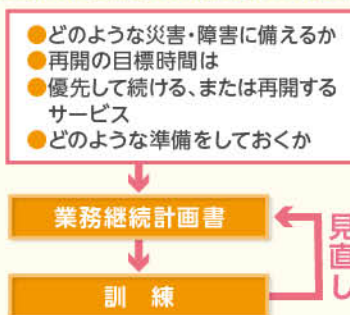 ●どのような災害・障害に備えるか
●再開の目標時間は
●優先して続ける、または再開する
サービス
●どのような準備をしておくか
業務継続計画書
見直し
訓 練